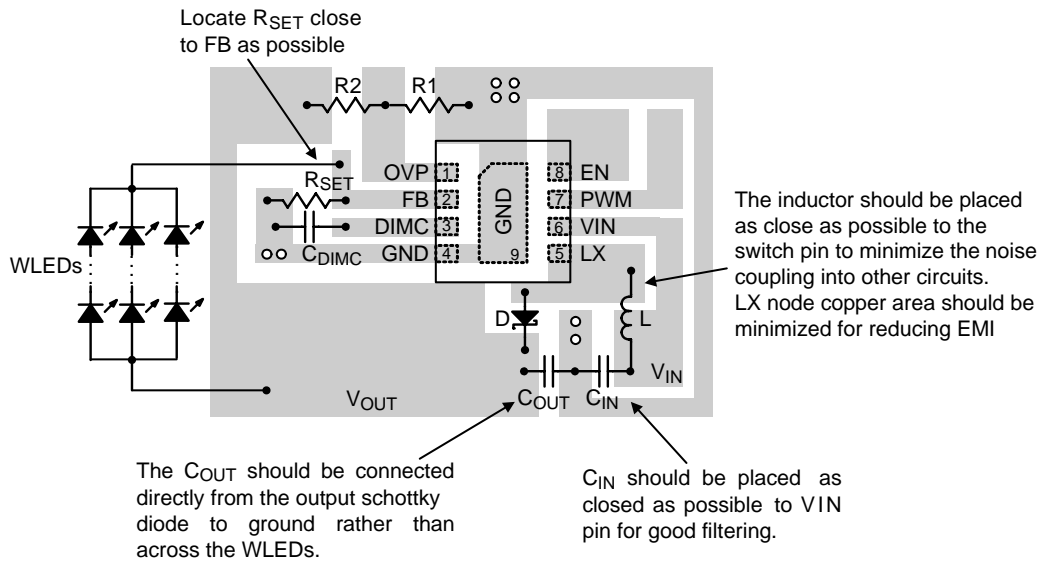 Locate RSET close
to FB as possible
R2 R1
OVP 1 8 EN
RSET
FB 2 7 PWM
GND
DIMC 3 6 VIN
CDIMC
GND 4 9 5 LX
WLEDs
The inductor should be placed
as close as possible to the
switch pin to minimize the noise
coupling into other circuits.
LX node copper area should be
minimized for reducing EMI
D L
VIN
VOUT COUT CIN
The COUT should be connected
directly from the output schottky
diode to ground rather than
across the WLEDs.
CIN should be placed as
closed as possible to VIN
pin for good filtering.